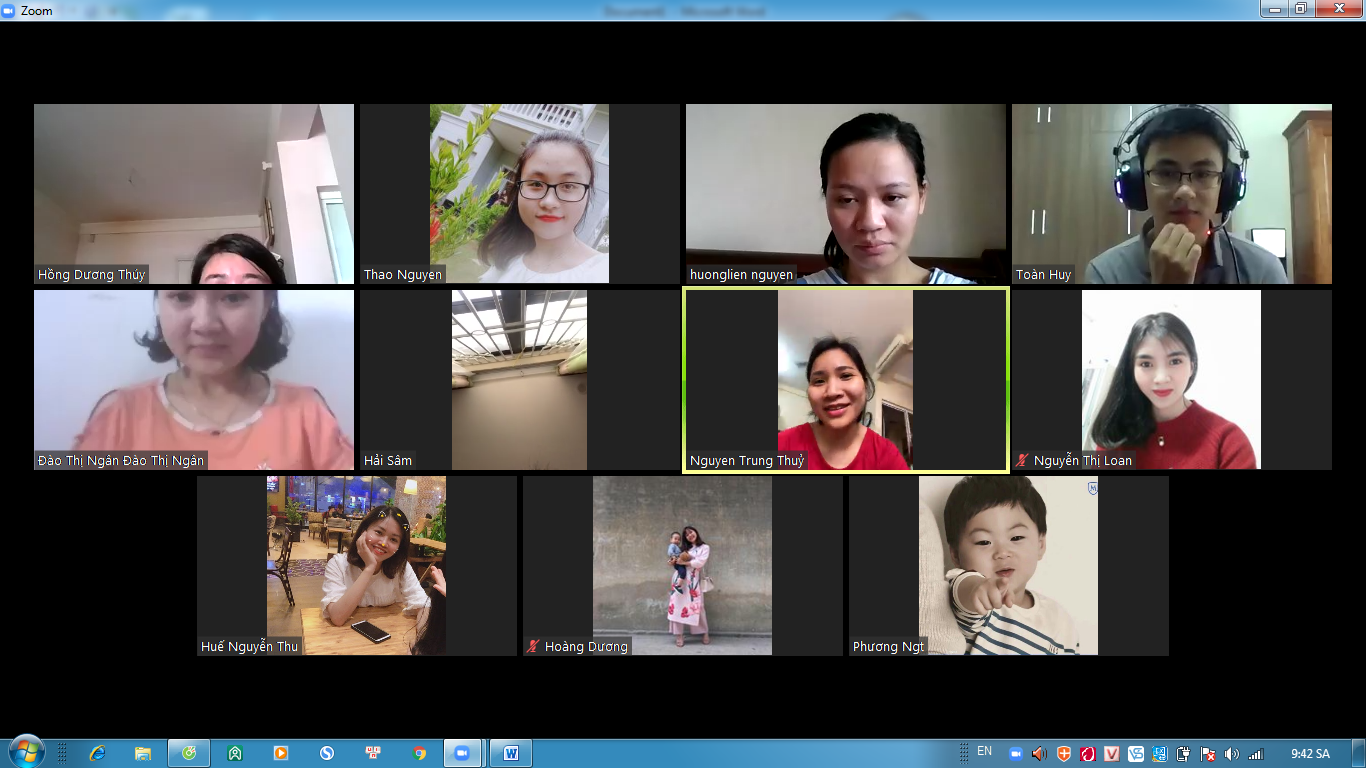 Zoom
Hồng Dương Thúy
Thao Nguyen
huonglien nguyen
Toàn Huy
Đào Thị Ngân Đào Thị Ngân
Hải Sâm
Nguyen Trung Thuỷ
Nguyễn Thị Loan
Huế Nguyễn Thu
Hoàng Dương
Phương Ngt
EN
9:42 SA